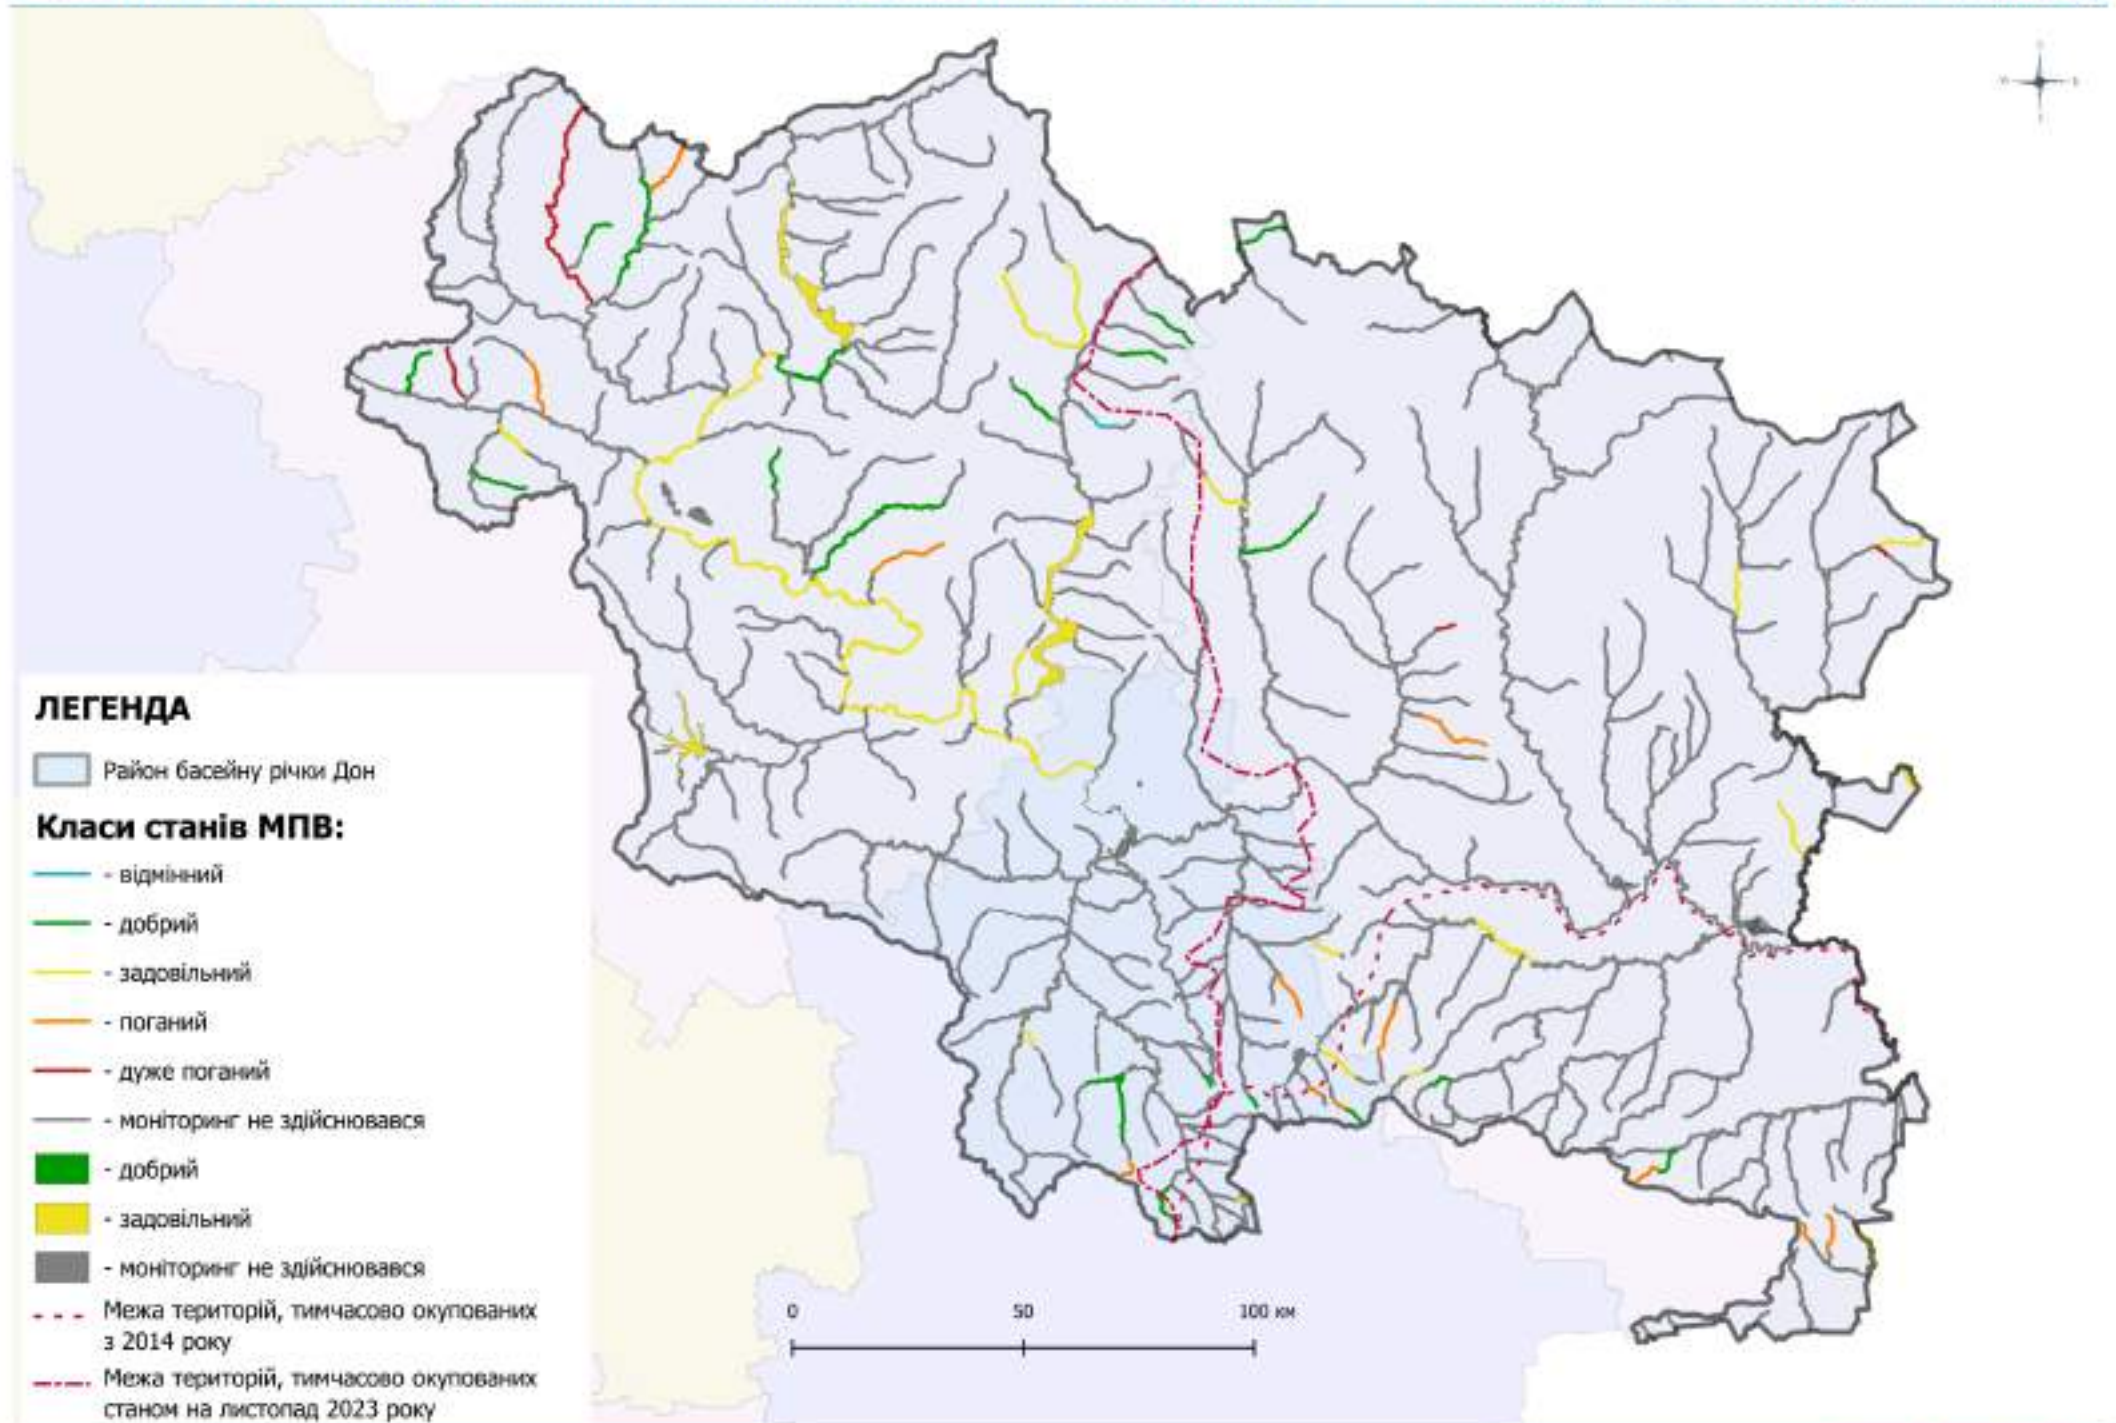 ЛЕГЕНДА
Район басейну річки Дон
Класи станів МПВ:
- відмінний
- добрий
- задовільний
- поганий
- дуже поганий
- моніторинг не здійснювався
- добрий
- задовільний
- моніторинг не здійснювався
Межа територій, тимчасово окупованих
з 2014 року
Межа територій, тимчасово окупованих
станом на листопад 2023 року
0 50 100 км